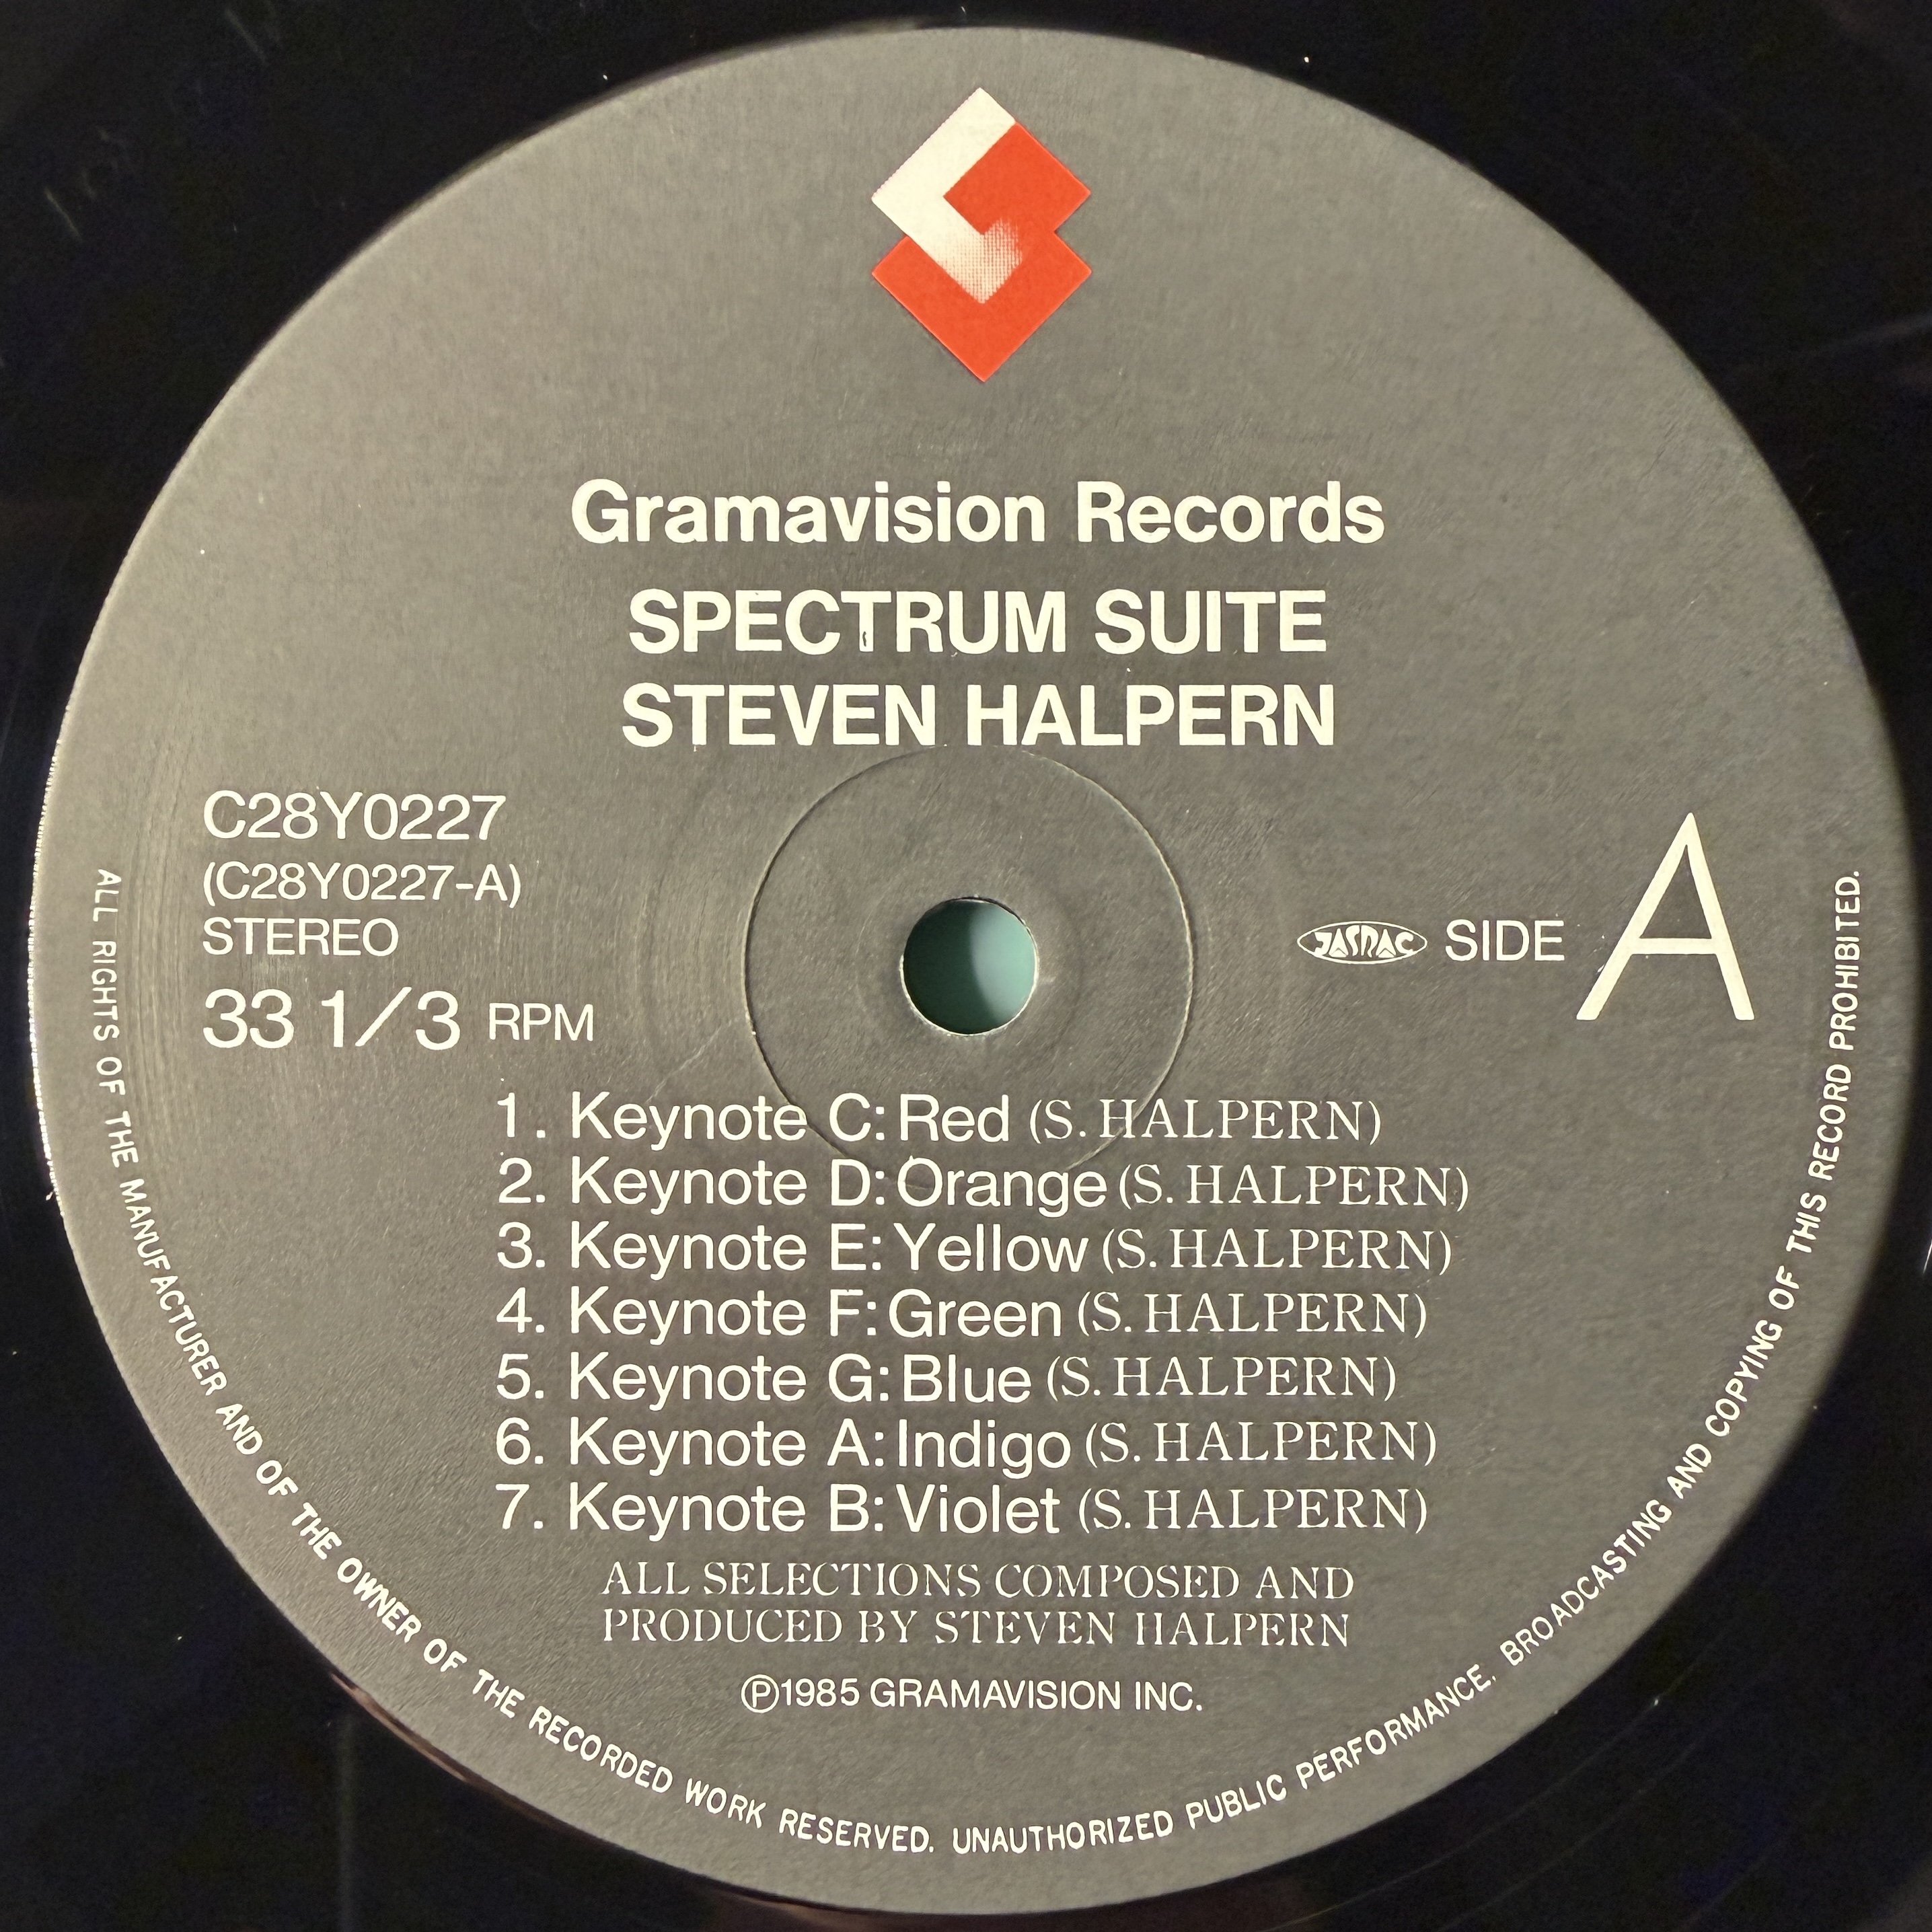 Gramavision Records
SPECTRUM SUITE
STEVEN HALPERN
C28Y0227
(C28Y0227-A)
STEREO
33 1/3 RPM
JASRAC SIDE A
1. Keynote C: Red (S. HALPERN)
2. Keynote D: Orange (S. HALPERN)
3. Keynote E: Yellow (S. HALPERN)
4. Keynote F: Green (S. HALPERN)
5. Keynote G: Blue (S. HALPERN)
6. Keynote A: Indigo (S. HALPERN)
7. Keynote B: Violet (S. HALPERN)
ALL SELECTIONS COMPOSED AND
PRODUCED BY STEVEN HALPERN
Ⓟ1985 GRAMAVISION INC.
ALL RIGHTS OF THE MANUFACTURER AND OF THE OWNER OF THE RECORDED WORK RESERVED. UNAUTHORIZED PUBLIC PERFORMANCE. BROADCASTING AND COPYING OF THIS RECORD PROHIBITED.